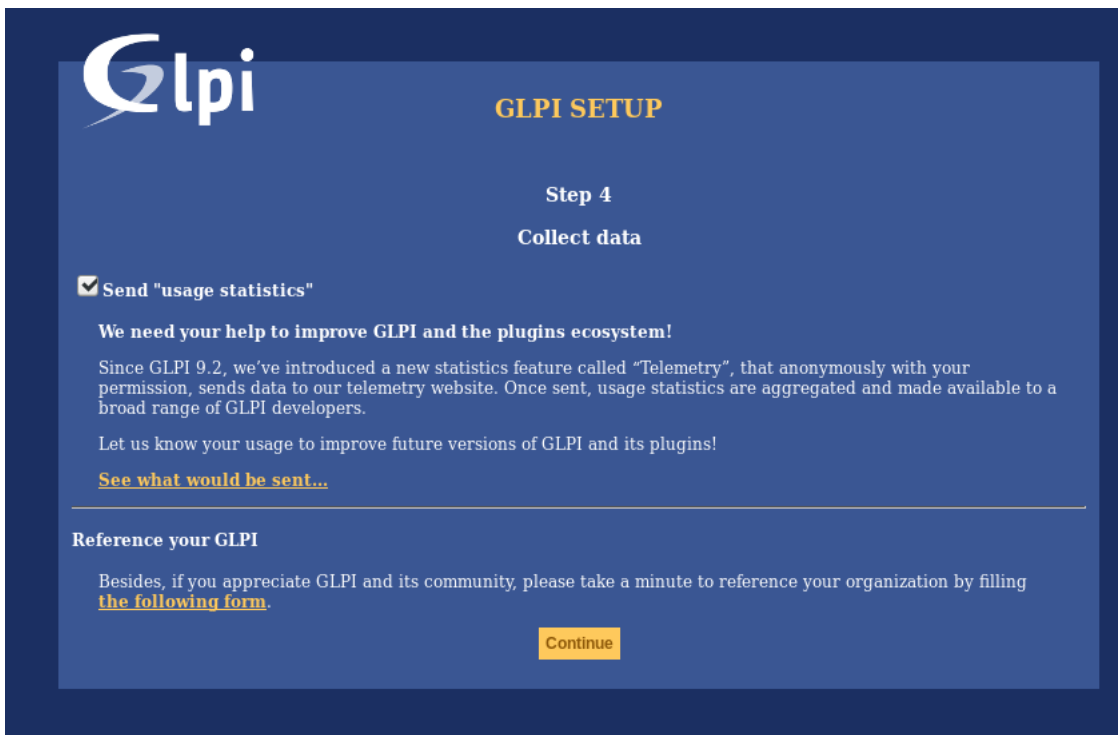 Glpi
GLPI SETUP
Step 4
Collect data
Send "usage statistics"
We need your help to improve GLPI and the plugins ecosystem!
Since GLPI 9.2, we’ve introduced a new statistics feature called “Telemetry”, that anonymously with your
permission, sends data to our telemetry website. Once sent, usage statistics are aggregated and made available to a
broad range of GLPI developers.
Let us know your usage to improve future versions of GLPI and its plugins!
See what would be sent...
Reference your GLPI
Besides, if you appreciate GLPI and its community, please take a minute to reference your organization by filling
the following form.
Continue